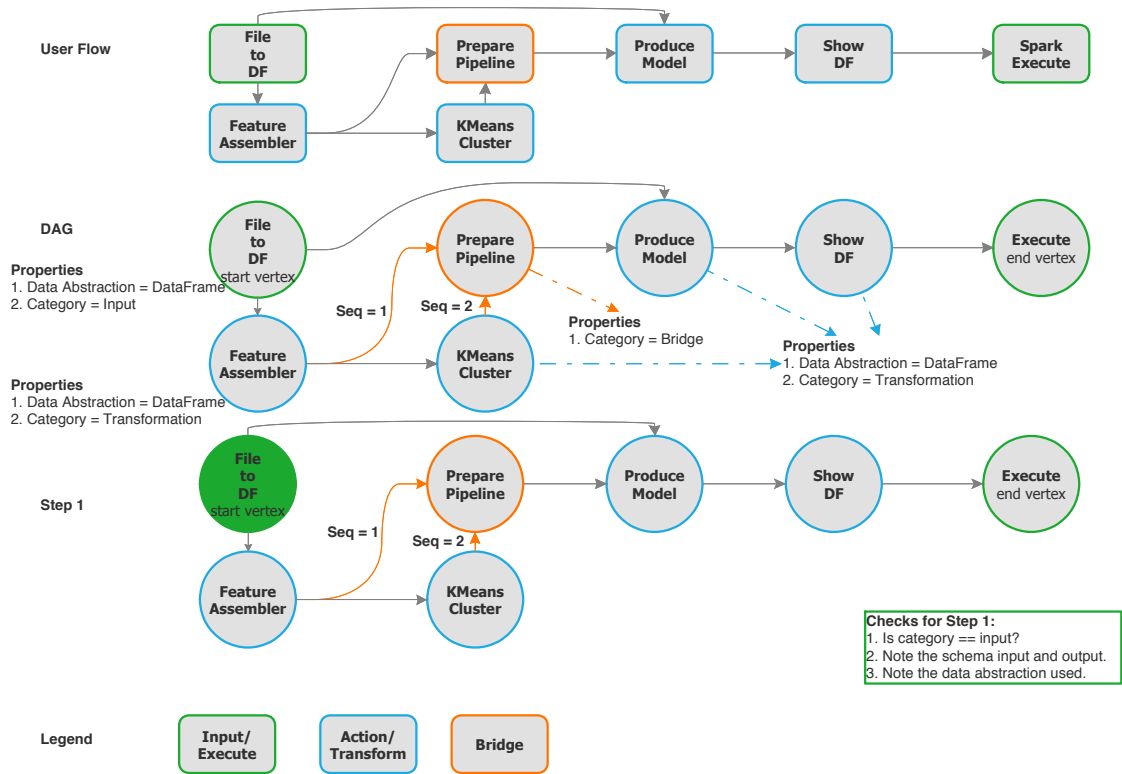 User Flow
File
to
DF
Prepare
Pipeline
Produce
Model
Show
DF
Spark
Execute
Feature
Assembler
KMeans
Cluster
DAG
File
to
DF
start vertex
Prepare
Pipeline
Produce
Model
Show
DF
Execute
end vertex
Properties
1. Data Abstraction = DataFrame
2. Category = Input
Seq = 1
Seq = 2
Properties
1. Category = Bridge
Feature
Assembler
KMeans
Cluster
Properties
1. Data Abstraction = DataFrame
2. Category = Transformation
Properties
1. Data Abstraction = DataFrame
2. Category = Transformation
Step 1
File
to
DF
start vertex
Prepare
Pipeline
Produce
Model
Show
DF
Execute
end vertex
Seq = 1
Seq = 2
Feature
Assembler
KMeans
Cluster
Checks for Step 1:
1. Is category == input?
2. Note the schema input and output.
3. Note the data abstraction used.
Legend
Input/
Execute
Action/
Transform
Bridge